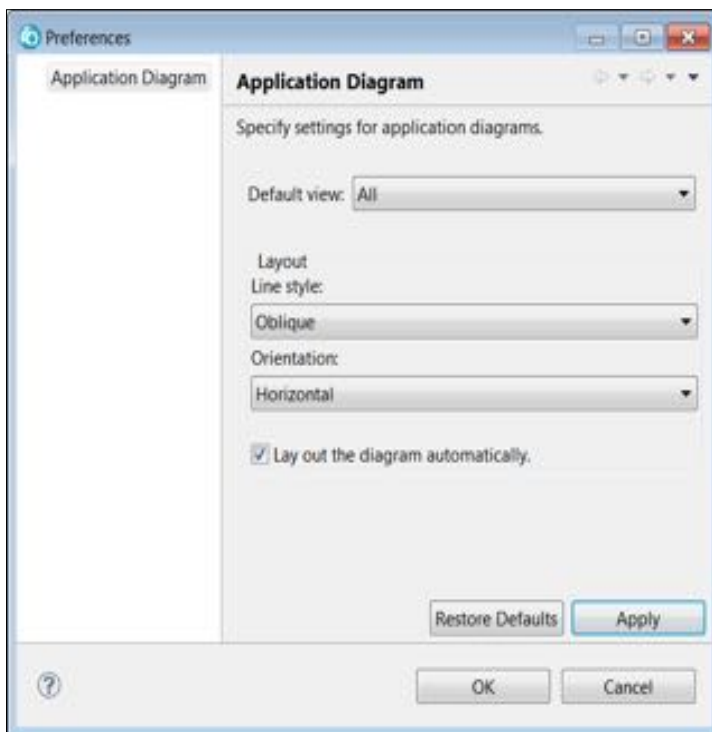 Preferences
Application Diagram
Application Diagram
Specify settings for application diagrams.
Default view: All
Layout
Line style:
Oblique
Orientation:
Horizontal
Lay out the diagram automatically.
Restore Defaults Apply
? OK Cancel